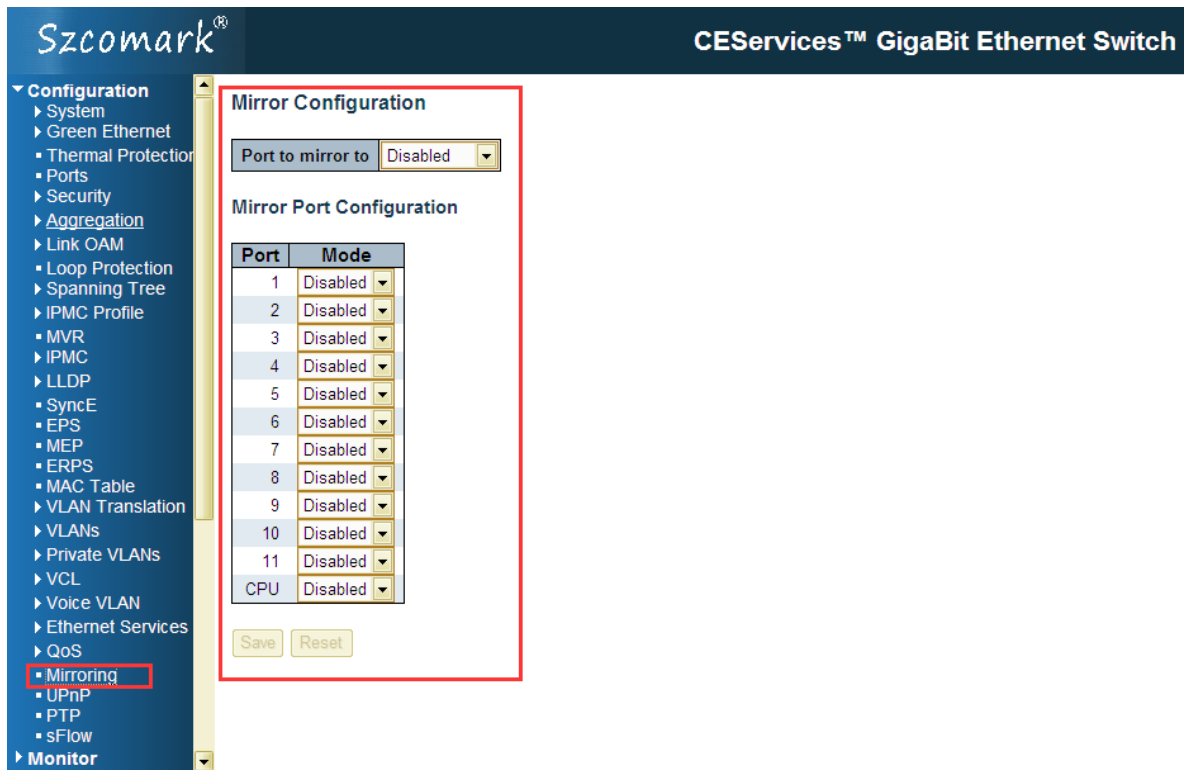 Szcomark®
CEServices™ GigaBit Ethernet Switch
Configuration
System
Green Ethernet
Thermal Protection
Ports
Security
Aggregation
Link OAM
Loop Protection
Spanning Tree
IPMC Profile
MVR
IPMC
LLDP
SyncE
EPS
MEP
ERPS
MAC Table
VLAN Translation
VLANs
Private VLANs
VCL
Voice VLAN
Ethernet Services
QoS
Mirroring
UPnP
PTP
sFlow
Monitor
Mirror Configuration
Port to mirror to Disabled
Mirror Port Configuration
Port Mode
1 Disabled
2 Disabled
3 Disabled
4 Disabled
5 Disabled
6 Disabled
7 Disabled
8 Disabled
9 Disabled
10 Disabled
11 Disabled
CPU Disabled
Save Reset